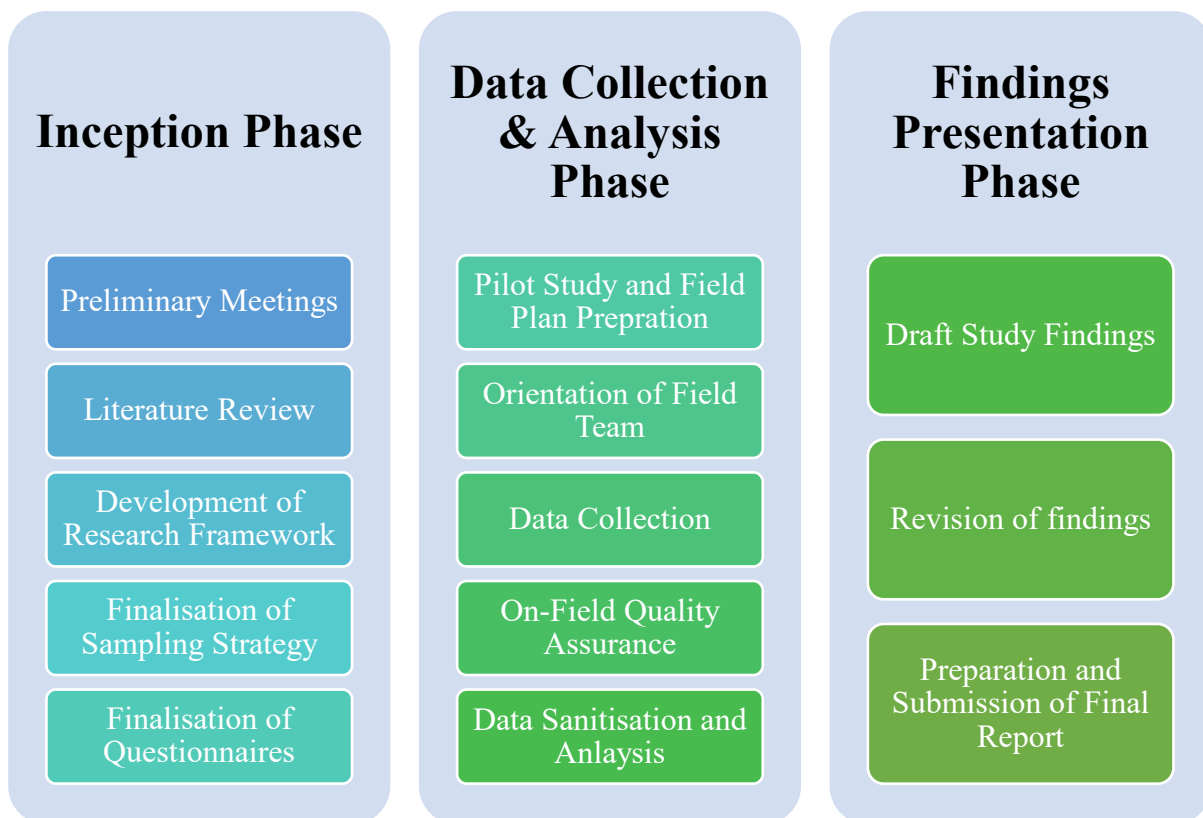 Inception Phase
Preliminary Meetings
Literature Review
Development of
Research Framework
Finalisation of
Sampling Strategy
Finalisation of
Questionnaires
Data Collection
& Analysis
Phase
Pilot Study and Field
Plan Prepration
Orientation of Field
Team
Data Collection
On-Field Quality
Assurance
Data Sanitisation and
Anlaysis
Findings
Presentation
Phase
Draft Study Findings
Revision of findings
Preparation and
Submission of Final
Report